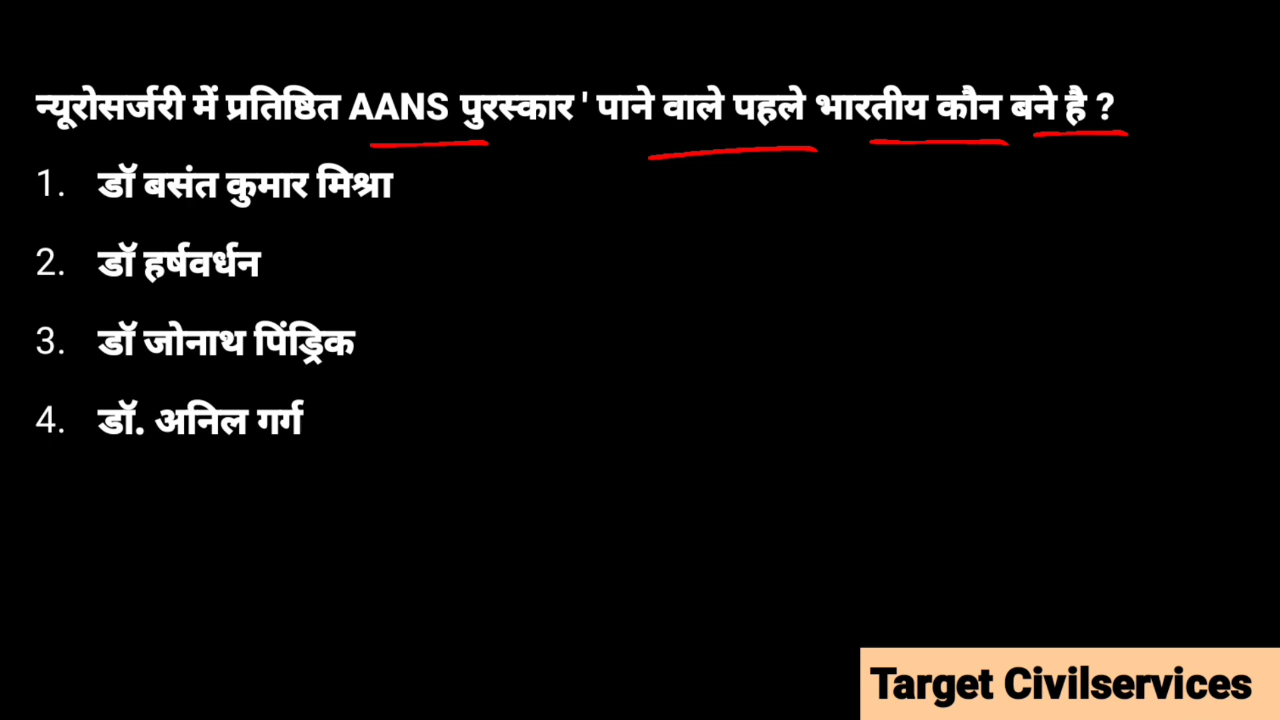 न्यूरोसर्जरी में प्रतिष्ठित AANS पुरस्कार ' पाने वाले पहले भारतीय कौन बने है ?
1. डॉ बसंत कुमार मिश्रा
2. डॉ हर्षवर्धन
3. डॉ जोनाथ पिंड्रिक
4. डॉ. अनिल गर्ग
Target Civilservices